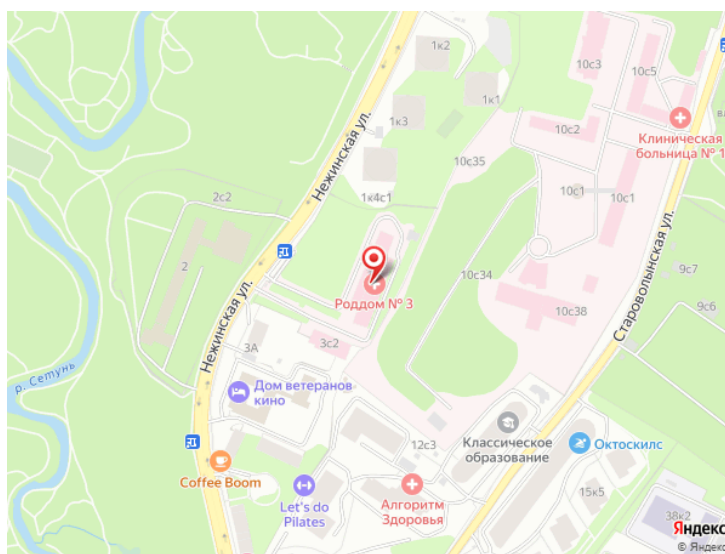 1к2
10с3
10с5
1к1
1к3
10с2
Клиническая
больница № 1
Нежинская ул.
10с35
1к4с1
10с1
10с1
2с2
Староволынская ул.
2
10с34
9с7
Роддом № 3
9с6
10с38
Нежинская ул.
3А
3с2
р. Сетунь
Дом ветеранов
кино
12с3
Классическое
образование
Октоскилс
Coffee Boom
Let's do
Pilates
Алгоритм
Здоровья
15к5
38к2
Яндекс